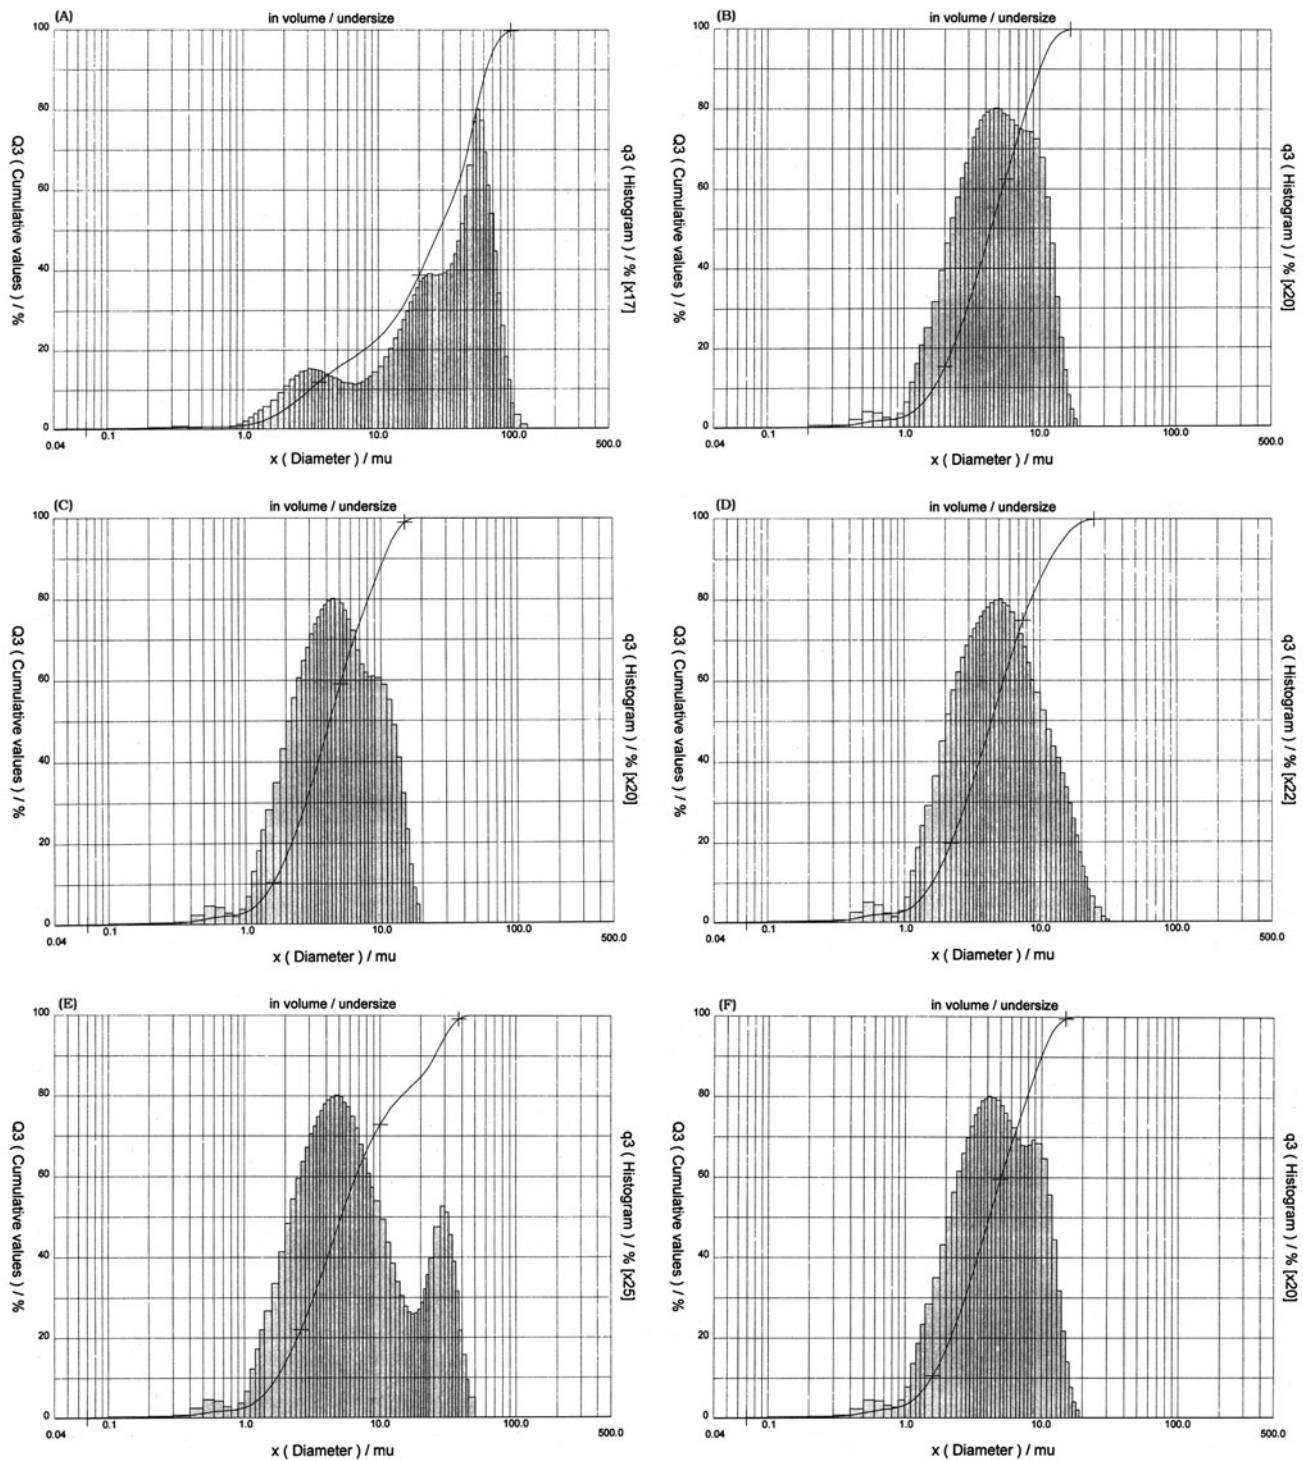 (A)
in volume / undersize
100
80
60
40
20
0
0.04
0.1
1.0
10.0
100.0
500.0
x ( Diameter ) / mu
Q3 ( Cumulative values ) / %
q3 ( Histogram ) / % [x17]
(B)
in volume / undersize
100
80
60
40
20
0
0.04
0.1
1.0
10.0
100.0
500.0
x ( Diameter ) / mu
Q3 ( Cumulative values ) / %
q3 ( Histogram ) / % [x20]
(C)
in volume / undersize
100
80
60
40
20
0
0.04
0.1
1.0
10.0
100.0
500.0
x ( Diameter ) / mu
Q3 ( Cumulative values ) / %
q3 ( Histogram ) / % [x20]
(D)
in volume / undersize
100
80
60
40
20
0
0.04
0.1
1.0
10.0
100.0
500.0
x ( Diameter ) / mu
Q3 ( Cumulative values ) / %
q3 ( Histogram ) / % [x22]
(E)
in volume / undersize
100
80
60
40
20
0
0.04
0.1
1.0
10.0
100.0
500.0
x ( Diameter ) / mu
Q3 ( Cumulative values ) / %
q3 ( Histogram ) / % [x25]
(F)
in volume / undersize
100
80
60
40
20
0
0.04
0.1
1.0
10.0
100.0
500.0
x ( Diameter ) / mu
Q3 ( Cumulative values ) / %
q3 ( Histogram ) / % [x20]